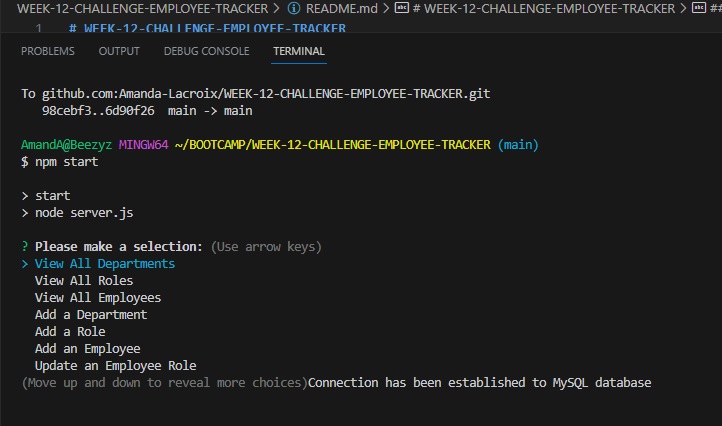 WEEK-12-CHALLENGE-EMPLOYEE-TRACKER > README.md > # WEEK-12-CHALLENGE-EMPLOYEE-TRACKER > ##
1 # WEEK-12-CHALLENGE-EMPLOYEE-TRACKER
PROBLEMS OUTPUT DEBUG CONSOLE TERMINAL
To github.com:Amanda-Lacroix/WEEK-12-CHALLENGE-EMPLOYEE-TRACKER.git
98cebf3..6d90f26 main -> main
AmandA@Beezyz MINGW64 ~/BOOTCAMP/WEEK-12-CHALLENGE-EMPLOYEE-TRACKER (main)
$ npm start
> start
> node server.js
? Please make a selection: (Use arrow keys)
> View All Departments
View All Roles
View All Employees
Add a Department
Add a Role
Add an Employee
Update an Employee Role
(Move up and down to reveal more choices)Connection has been established to MySQL database